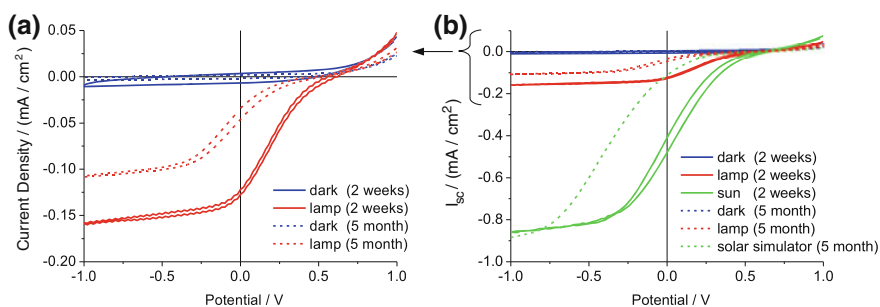 (a)
Current Density / (mA / cm²)
0.05
0.00
-0.05
-0.10
-0.15
-0.20
dark (2 weeks)
lamp (2 weeks)
dark (5 month)
lamp (5 month)
-1.0 -0.5 0.0 0.5 1.0
Potential / V
(b)
I_SC / (mA / cm²)
0.0
-0.2
-0.4
-0.6
-0.8
-1.0
dark (2 weeks)
lamp (2 weeks)
sun (2 weeks)
dark (5 month)
lamp (5 month)
solar simulator (5 month)
-1.0 -0.5 0.0 0.5 1.0
Potential / V